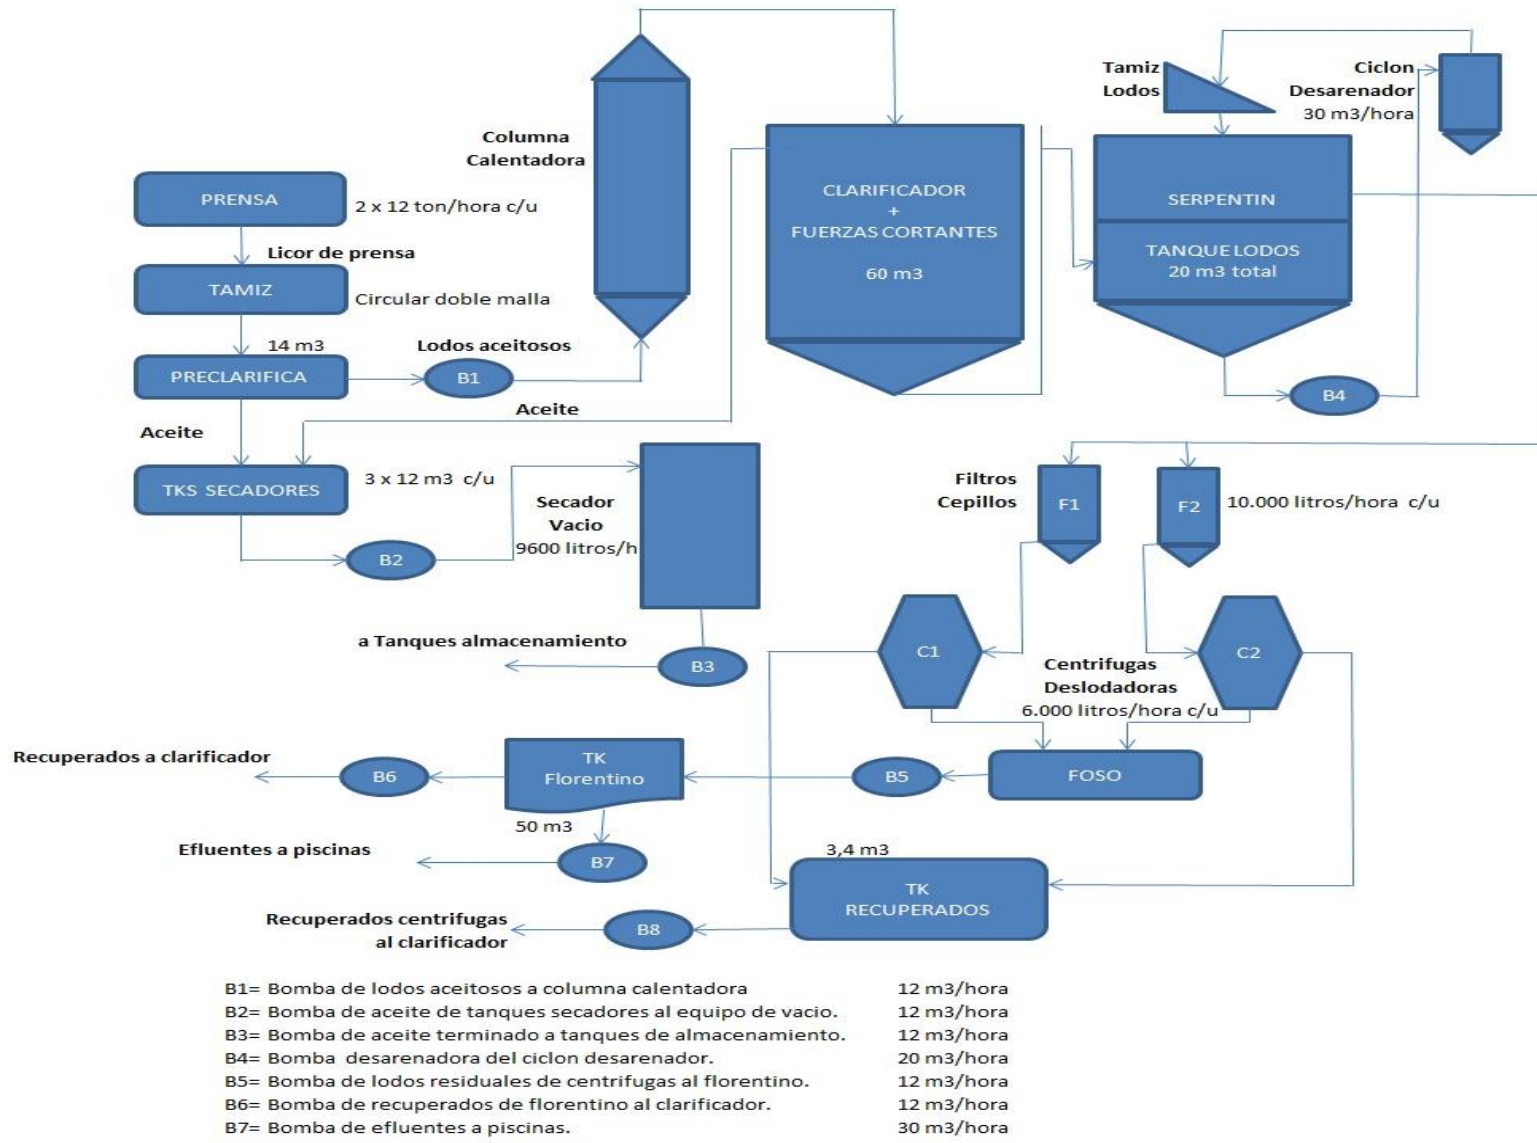 PRENSA
2 x 12 ton/hora c/u
Licor de prensa
TAMIZ
Circular doble malla
14 m3
PRECLARIFICA
Lodos aceitosos
B1
Aceite
Aceite
TKS SECADORES
3 x 12 m3 c/u
B2
Columna
Calentadora
CLARIFICADOR
+
FUERZAS CORTANTES
60 m3
Tamiz
Lodos
Ciclon
Desarenador
30 m3/hora
SERPENTIN
TANQUE LODOS
20 m3 total
B4
Secador
Vacio
9600 litros/h
a Tanques almacenamiento
B3
Filtros
Cepillos
F1
F2
10.000 litros/hora c/u
C1
C2
Centrifugas
Deslodadoras
6.000 litros/hora c/u
Recuperados a clarificador
B6
TK
Florentino
50 m3
B5
FOSO
Efluentes a piscinas
B7
3,4 m3
TK
RECUPERADOS
Recuperados centrifugas
al clarificador
B8
B1= Bomba de lodos aceitosos a columna calentadora 12 m3/hora
B2= Bomba de aceite de tanques secadores al equipo de vacio. 12 m3/hora
B3= Bomba de aceite terminado a tanques de almacenamiento. 12 m3/hora
B4= Bomba desarenadora del ciclon desarenador. 20 m3/hora
B5= Bomba de lodos residuales de centrifugas al florentino. 12 m3/hora
B6= Bomba de recuperados de florentino al clarificador. 12 m3/hora
B7= Bomba de efluentes a piscinas. 30 m3/hora